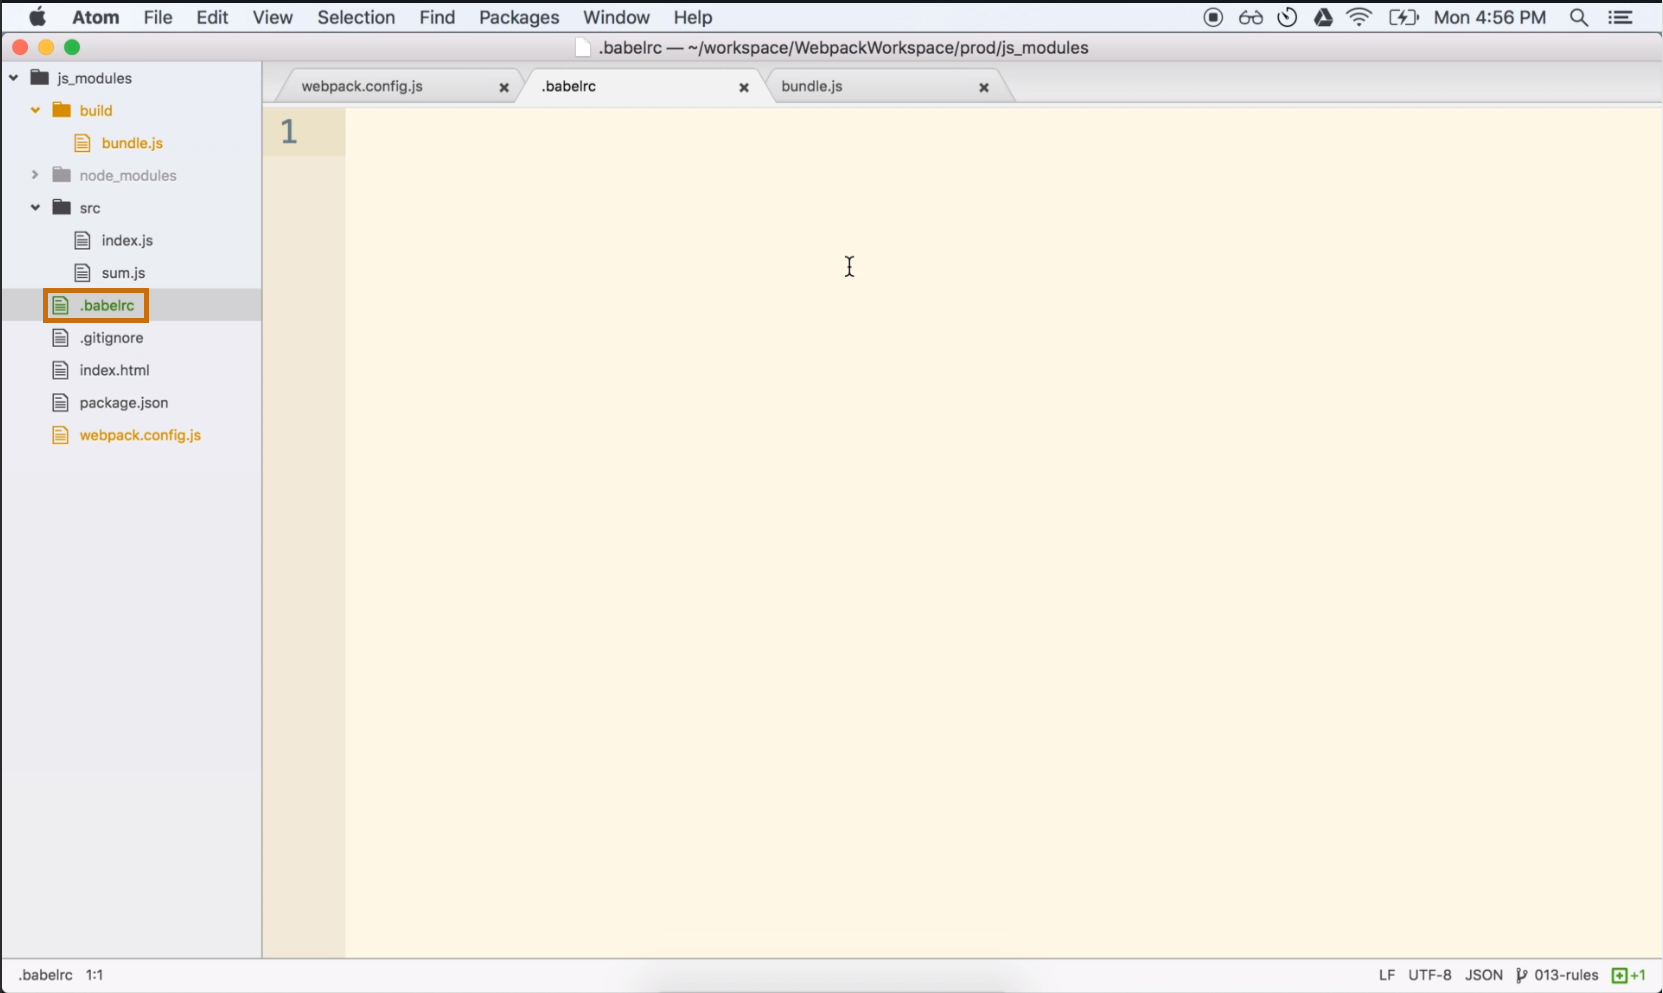 Atom File Edit View Selection Find Packages Window Help Mon 4:56 PM
.babelrc — ~/workspace/WebpackWorkspace/prod/js_modules
js_modules
build
bundle.js
node_modules
src
index.js
sum.js
.babelrc
.gitignore
index.html
package.json
webpack.config.js
webpack.config.js .babelrc bundle.js
1
.babelrc 1:1 LF UTF-8 JSON 013-rules +1